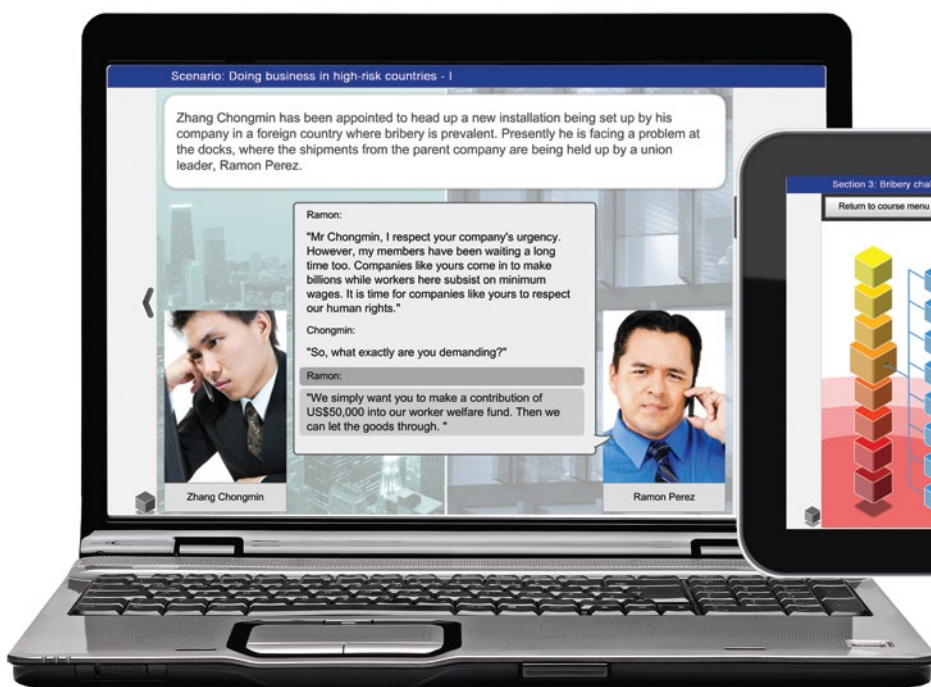 Scenario: Doing business in high-risk countries - I
Zhang Chongmin has been appointed to head up a new installation being set up by his
company in a foreign country where bribery is prevalent. Presently he is facing a problem at
the docks, where the shipments from the parent company are being held up by a union
leader, Ramon Perez.
Ramon:
"Mr Chongmin, I respect your company's urgency.
However, my members have been waiting a long
time too. Companies like yours come in to make
billions while workers here subsist on minimum
wages. It is time for companies like yours to respect
our human rights."
Chongmin:
"So, what exactly are you demanding?"
Ramon:
"We simply want you to make a contribution of
US$50,000 into our worker welfare fund. Then we
can let the goods through. "
Zhang Chongmin
Ramon Perez
Section 3: Bribery chal
Return to course menu